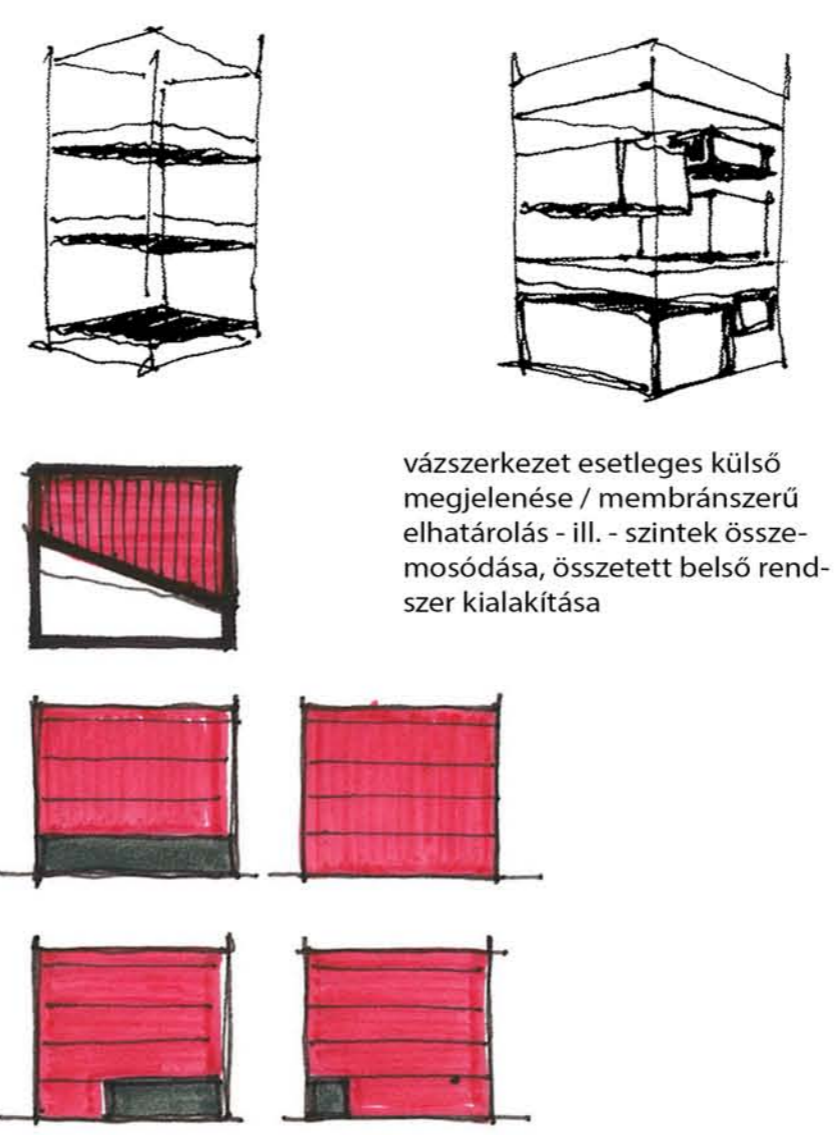 vázszerkezet esetleges külső
megjelenése / membránszerű
elhatárolás - ill. - szintek össze-
mosódása, összetett belső rend-
szer kialakítása